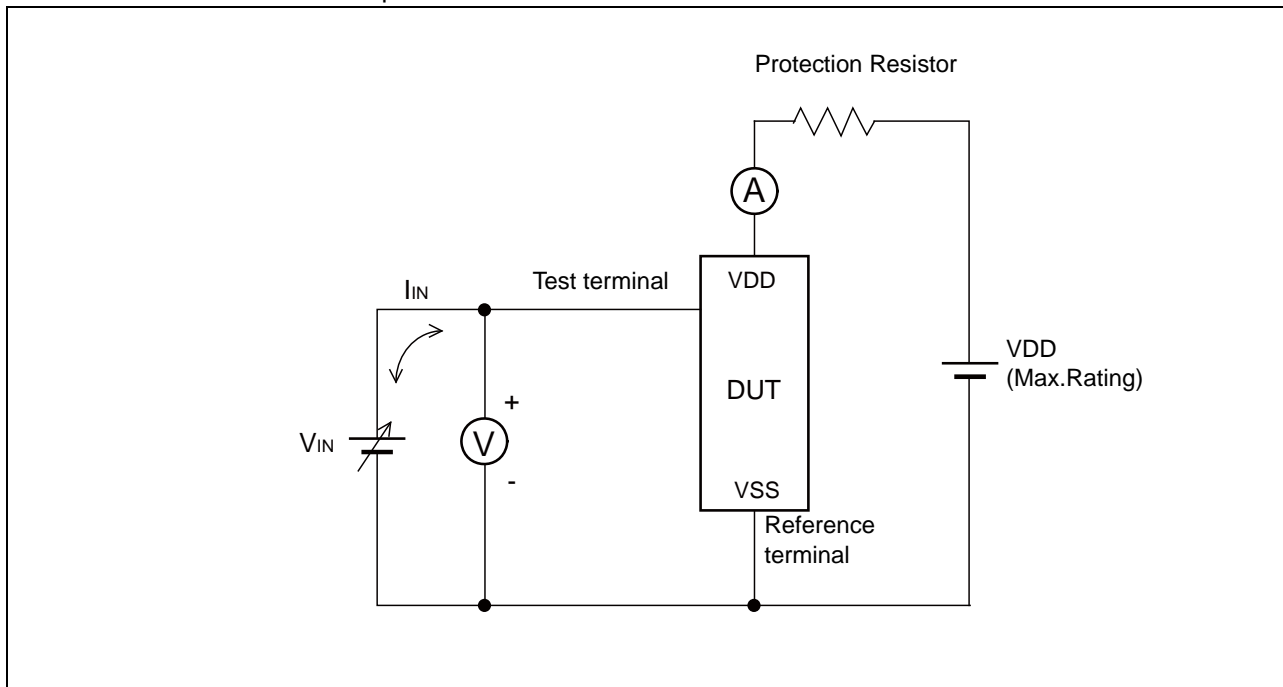 Protection Resistor
A
Test terminal
VDD
IIN
VDD
(Max.Rating)
DUT
+
VIN
V
-
VSS
Reference
terminal